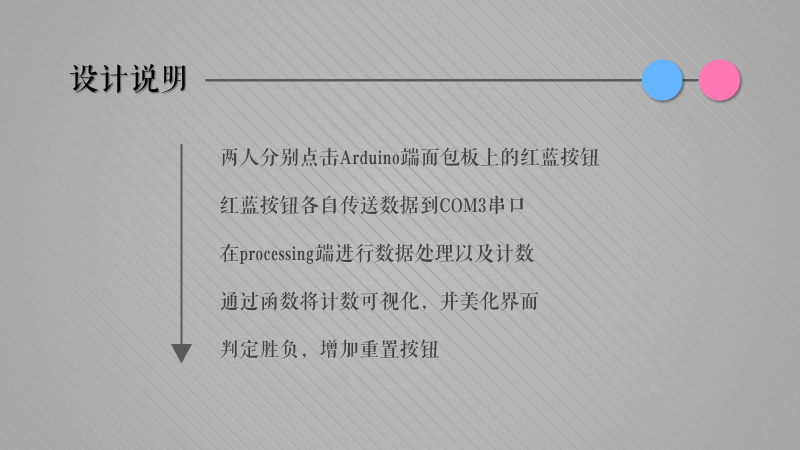 设计说明
两人分别点击Arduino端面包板上的红蓝按钮
红蓝按钮各自传送数据到COM3串口
在processing端进行数据处理以及计数
通过函数将计数可视化，并美化界面
判定胜负，增加重置按钮